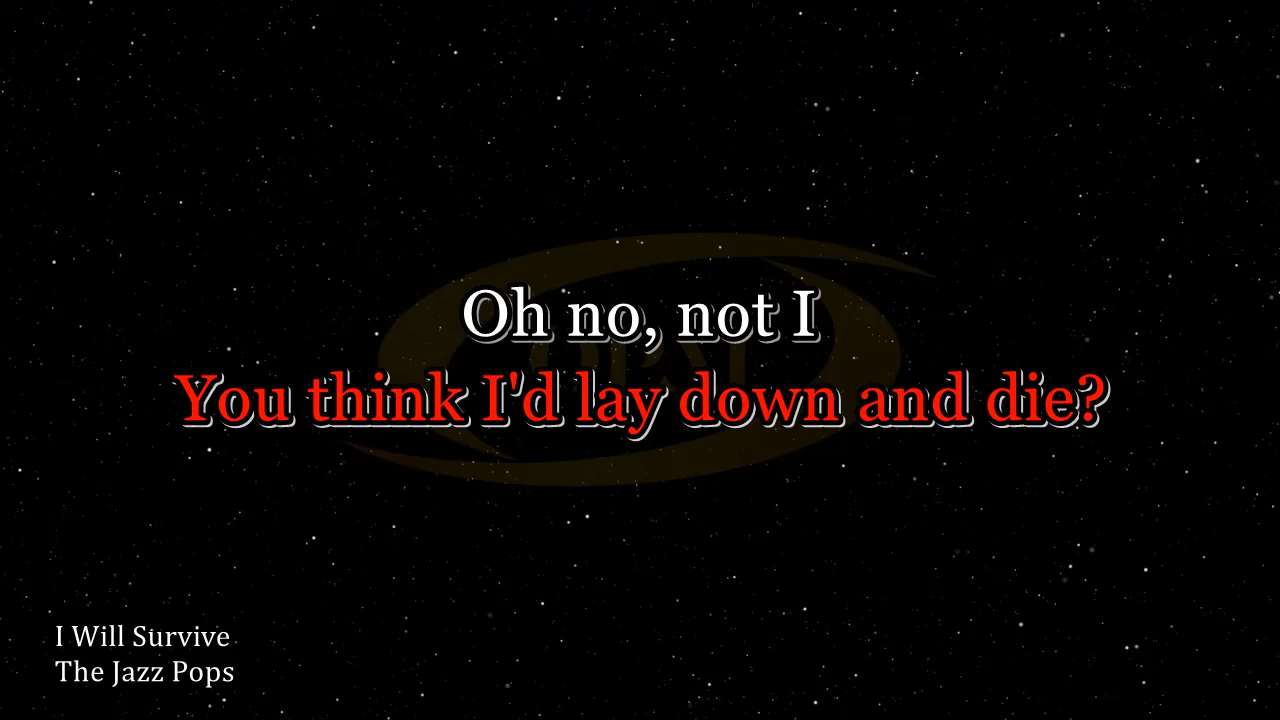 Oh no, not I
You think I'd lay down and die?
I Will Survive
The Jazz Pops